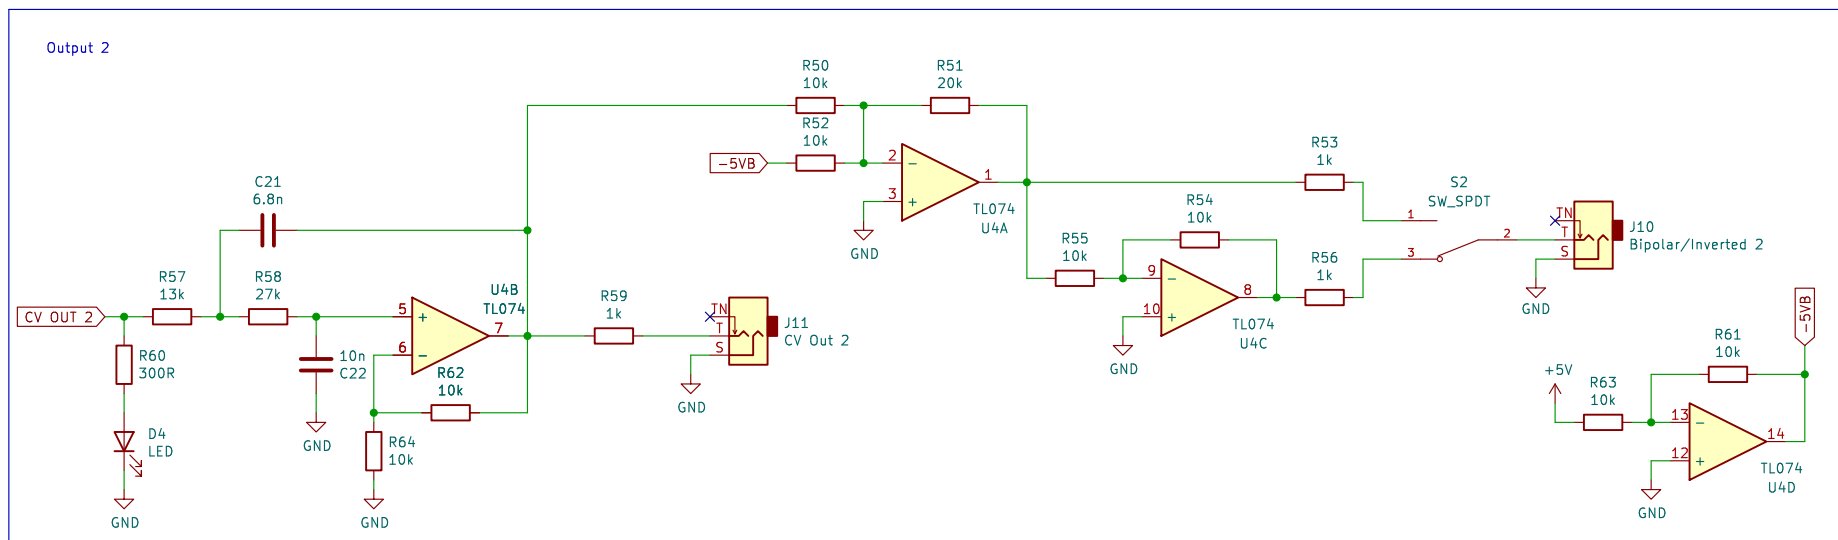 Output 2
R50
10k
R51
20k
R52
10k
-5VB
2
3
1
TL074
U4A
GND
R53
1k
S2
SW_SPDT
1
2
3
TN
T
S
J10
Bipolar/Inverted 2
GND
C21
6.8n
R54
10k
R55
10k
9
10
8
TL074
U4C
GND
R56
1k
R57
13k
R58
27k
CV OUT 2
U4B
TL074
5
6
7
R59
1k
TN
T
S
J11
CV Out 2
GND
R60
300R
10n
C22
GND
R62
10k
D4
LED
GND
R64
10k
GND
-5VB
+5V
R63
10k
R61
10k
13
12
14
TL074
U4D
GND